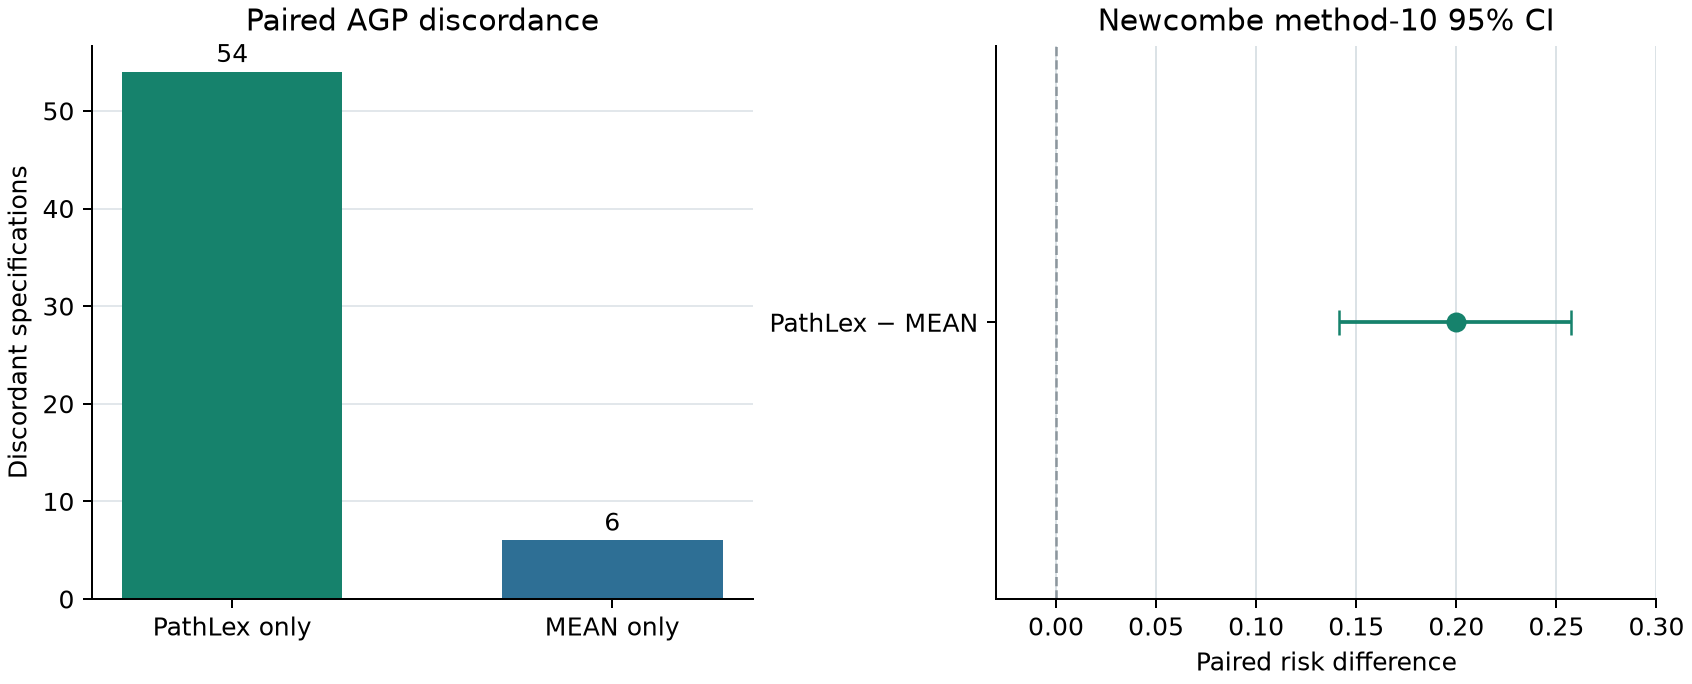 Paired AGP discordance
54
50
40
30
20
10
0
6
Discordant specifications
PathLex only
MEAN only
Newcombe method-10 95% CI
PathLex − MEAN
0.00
0.05
0.10
0.15
0.20
0.25
0.30
Paired risk difference